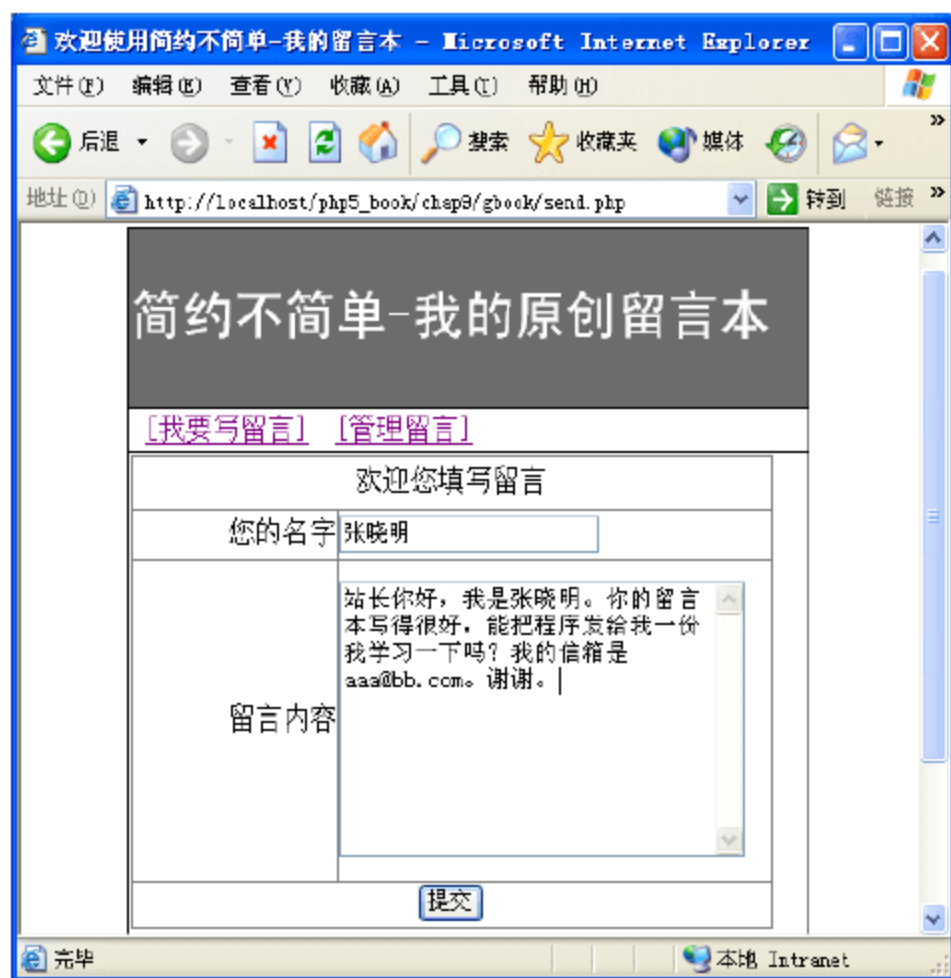 欢迎使用简约不简单-我的留言本 - Microsoft Internet Explorer
文件(F) 编辑(E) 查看(V) 收藏(A) 工具(T) 帮助(H)
后退 搜索 收藏夹 媒体 »
地址(D) http://localhost/php5_book/chap9/gbook/send.php 转到 链接 »
简约不简单-我的原创留言本
[我要写留言] [管理留言]
欢迎您填写留言
您的名字 张晓明
站长你好，我是张晓明。你的留言
本写得很好，能把程序发给我一份
我学习一下吗？我的信箱是
aaa@bb.com。谢谢。
留言内容
提交
完毕 本地 Intranet